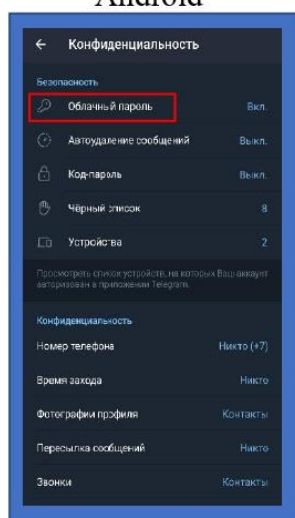 Android
Конфиденциальность
Безопасность
Облачный пароль Вкл.
Автоудаление сообщений Выкл.
Код-пароль Выкл.
Чёрный список 8
Устройства 2
Просмотреть список устройств, на которых Ваш аккаунт
авторизован в приложении Telegram.
Конфиденциальность
Номер телефона Никто (+7)
Время захода Никто
Фотографии профиля Контакты
Пересылка сообщений Никто
Звонки Контакты